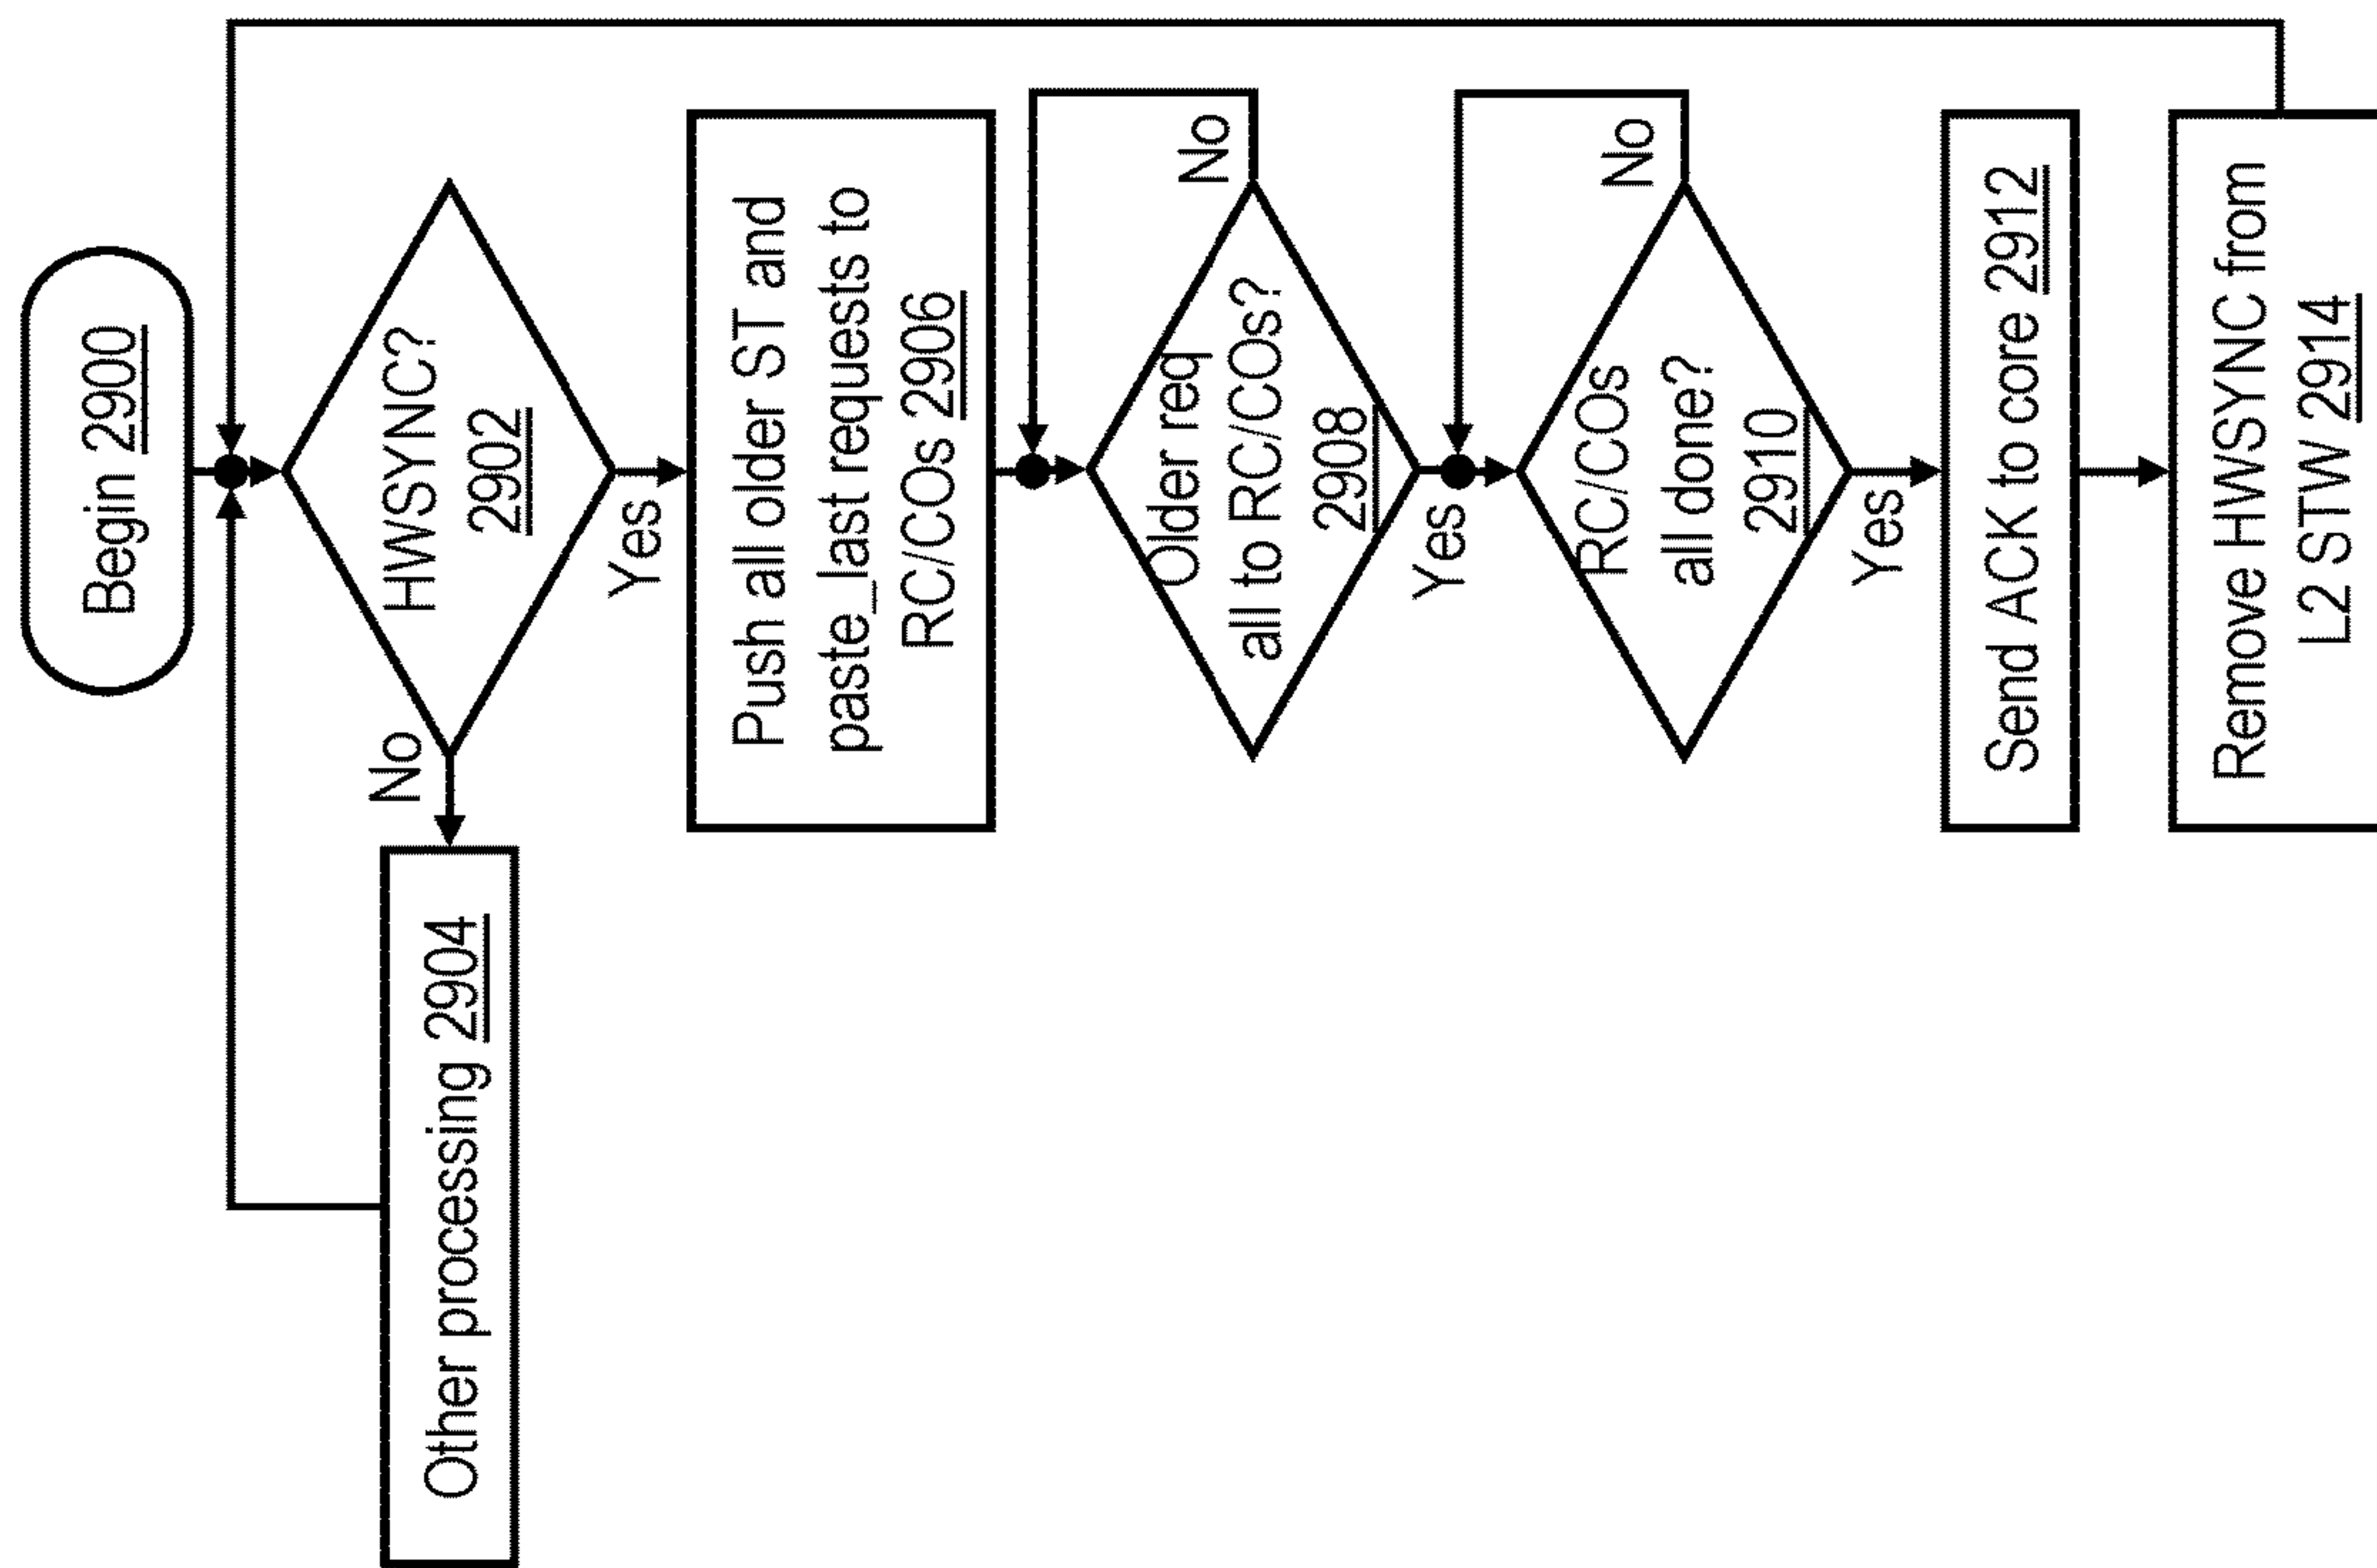 Begin 2900
HWSYNC?
2902
No
Yes
Other processing 2904
Push all older ST and
paste_last requests to
RC/COs 2906
Older req
all to RC/COs?
2908
No
Yes
RC/COs
all done?
2910
No
Yes
Send ACK to core 2912
Remove HWSYNC from
L2 STW 2914